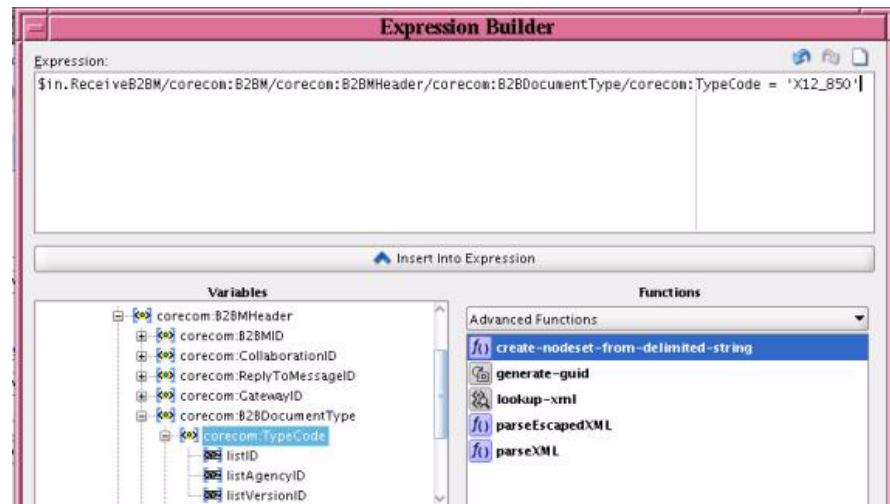 Expression Builder
Expression:
$in.ReceiveB2BM/corecom:B2BM/corecom:B2BMHeader/corecom:B2BDocumentType/corecom:TypeCode = 'X12_850'
Insert Into Expression
Variables
corecom:B2BMHeader
corecom:B2BMID
corecom:CollaborationID
corecom:ReplyToMessageID
corecom:GatewayID
corecom:B2BDocumentType
corecom:TypeCode
listID
listAgencyID
listVersionID
Functions
Advanced Functions
create-nodeset-from-delimited-string
generate-guid
lookup-xml
parseEscapedXML
parseXML